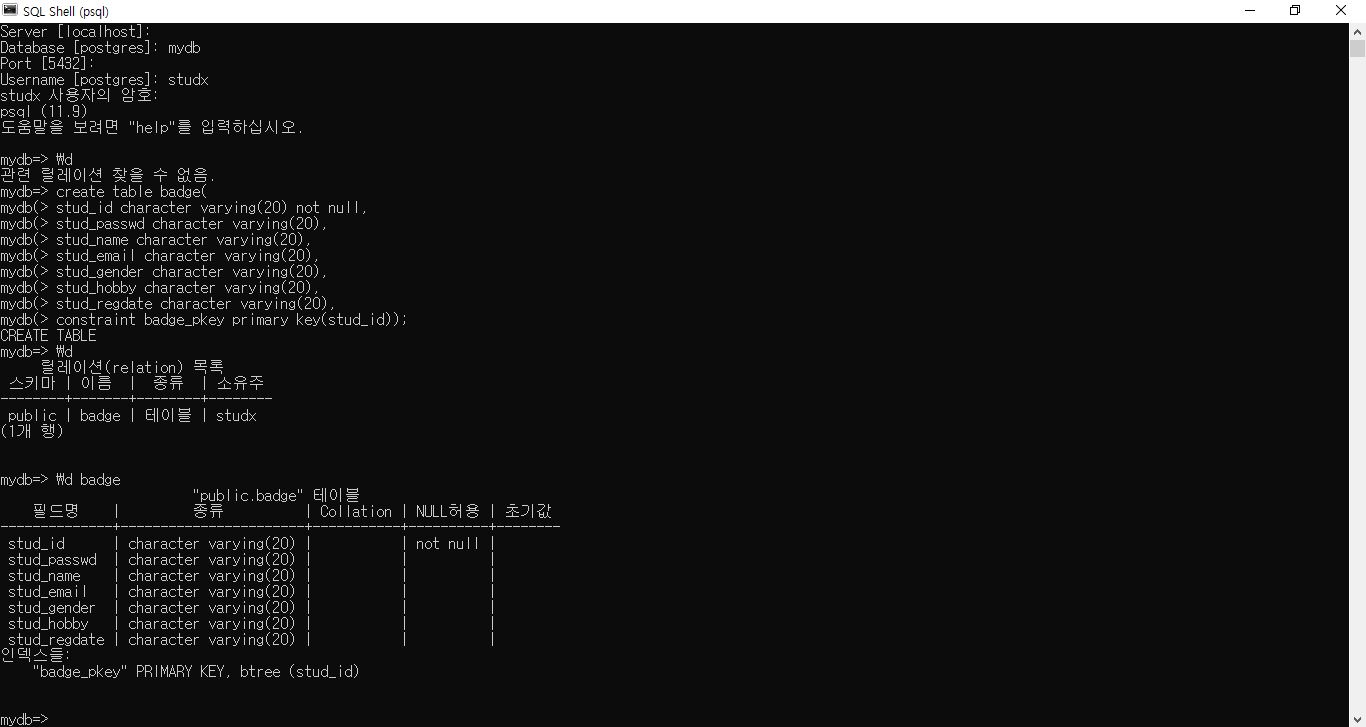 SQL Shell (psql)
Server [localhost]:
Database [postgres]: mydb
Port [5432]:
Username [postgres]: studx
studx 사용자의 암호:
psql (11.9)
도움말을 보려면 "help"를 입력하십시오.
mydb=> ₩d
관련 릴레이션 찾을 수 없음.
mydb=> create table badge(
mydb(> stud_id character varying(20) not null,
mydb(> stud_passwd character varying(20),
mydb(> stud_name character varying(20),
mydb(> stud_email character varying(20),
mydb(> stud_gender character varying(20),
mydb(> stud_hobby character varying(20),
mydb(> stud_regdate character varying(20),
mydb(> constraint badge_pkey primary key(stud_id));
CREATE TABLE
mydb=> ₩d
릴레이션(relation) 목록
스키마 | 이름 | 종류 | 소유주
--------+-------+--------+--------
public | badge | 테이블 | studx
(1개 행)
mydb=> ₩d badge
"public.badge" 테이블
필드명 | 종류 | Collation | NULL허용 | 초기값
--------------+-----------------------+-----------+----------+--------
stud_id | character varying(20) | | not null |
stud_passwd | character varying(20) | | |
stud_name | character varying(20) | | |
stud_email | character varying(20) | | |
stud_gender | character varying(20) | | |
stud_hobby | character varying(20) | | |
stud_regdate | character varying(20) | | |
인덱스들:
"badge_pkey" PRIMARY KEY, btree (stud_id)
mydb=>